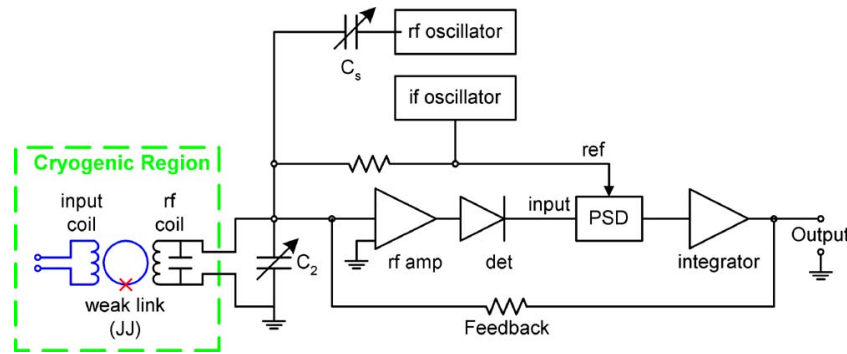 rf oscillator
C_s
if oscillator
Cryogenic Region
ref
input
coil
rf
coil
input
PSD
Output
C_2
rf amp
det
integrator
weak link
(JJ)
Feedback